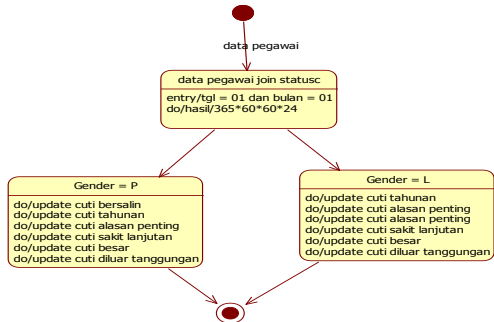 data pegawai
data pegawai join statusc
entry/tgl = 01 dan bulan = 01
do/hasil/365*60*60*24
Gender = P
do/update cuti bersalin
do/update cuti tahunan
do/update cuti alasan penting
do/update cuti sakit lanjutan
do/update cuti besar
do/update cuti diluar tanggungan
Gender = L
do/update cuti tahunan
do/update cuti alasan penting
do/update cuti alasan penting
do/update cuti sakit lanjutan
do/update cuti besar
do/update cuti diluar tanggungan